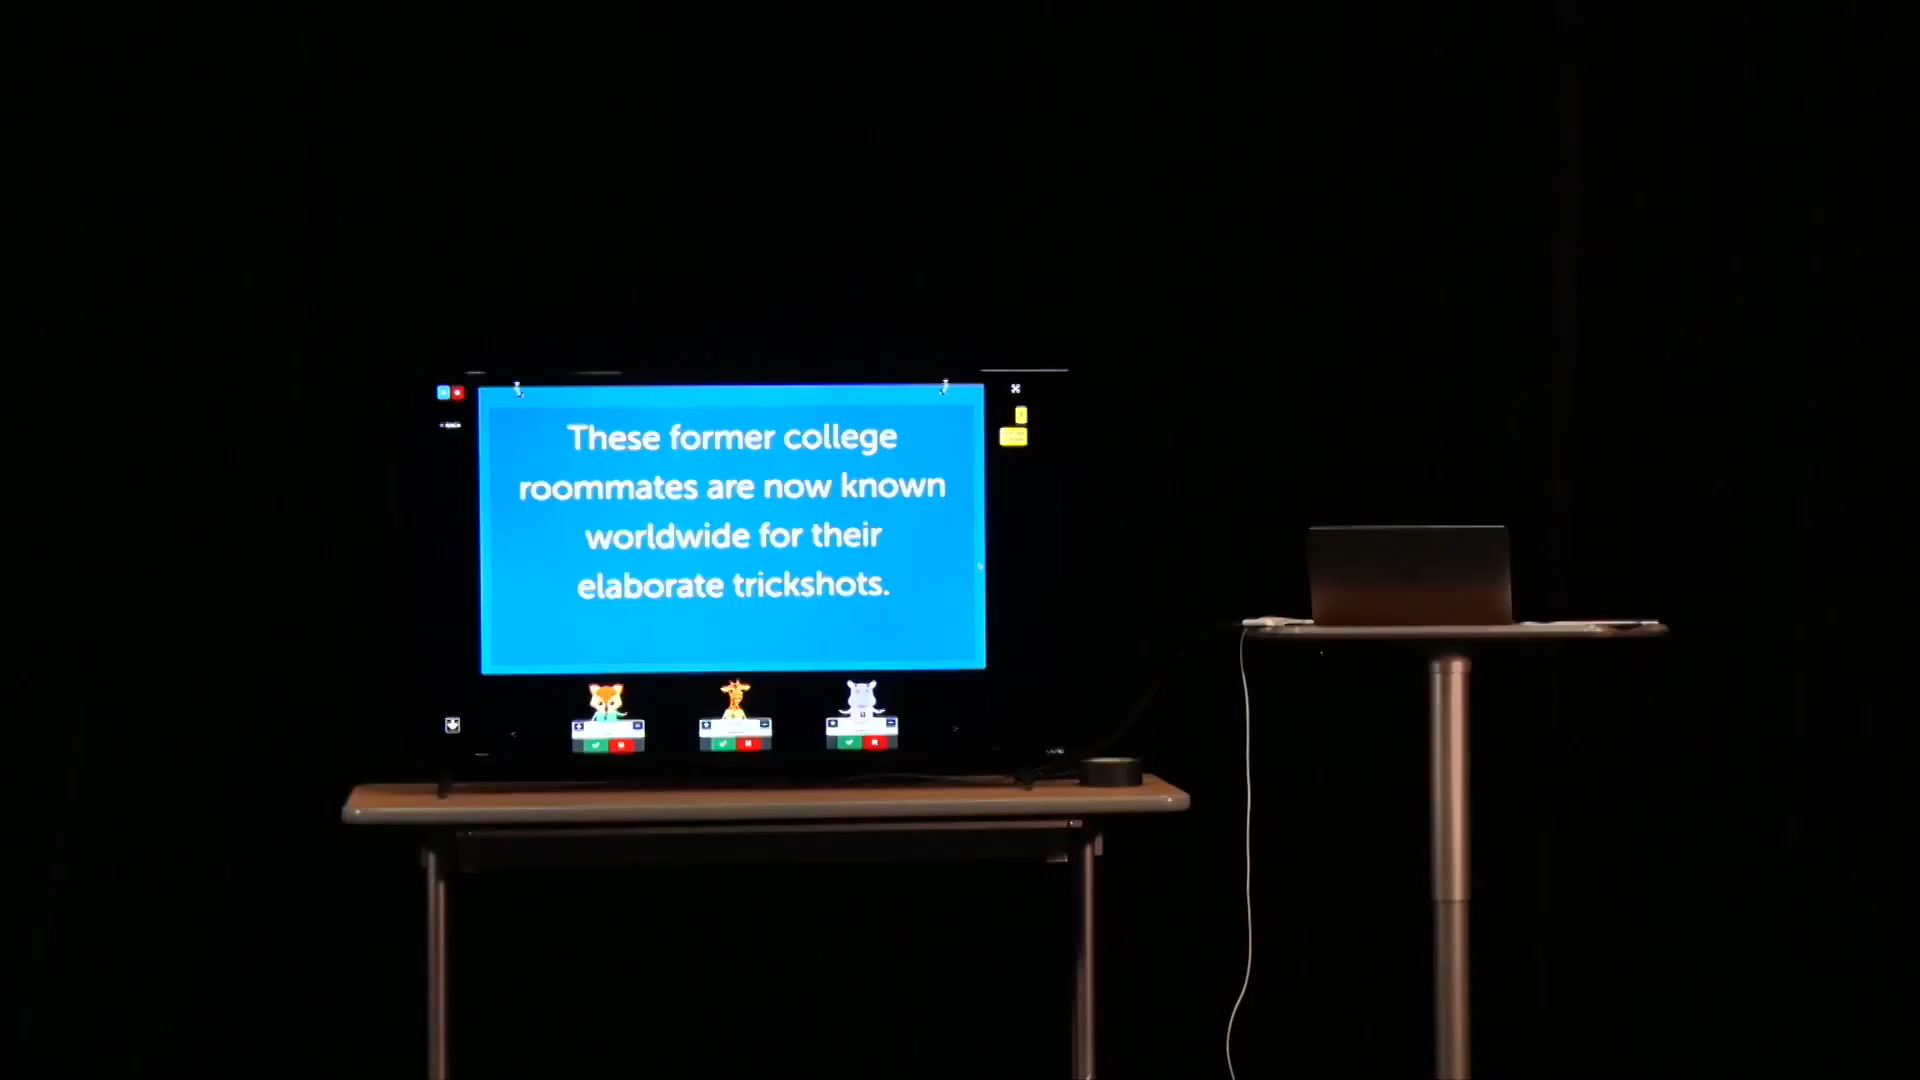 These former college
roommates are now known
worldwide for their
elaborate trickshots.